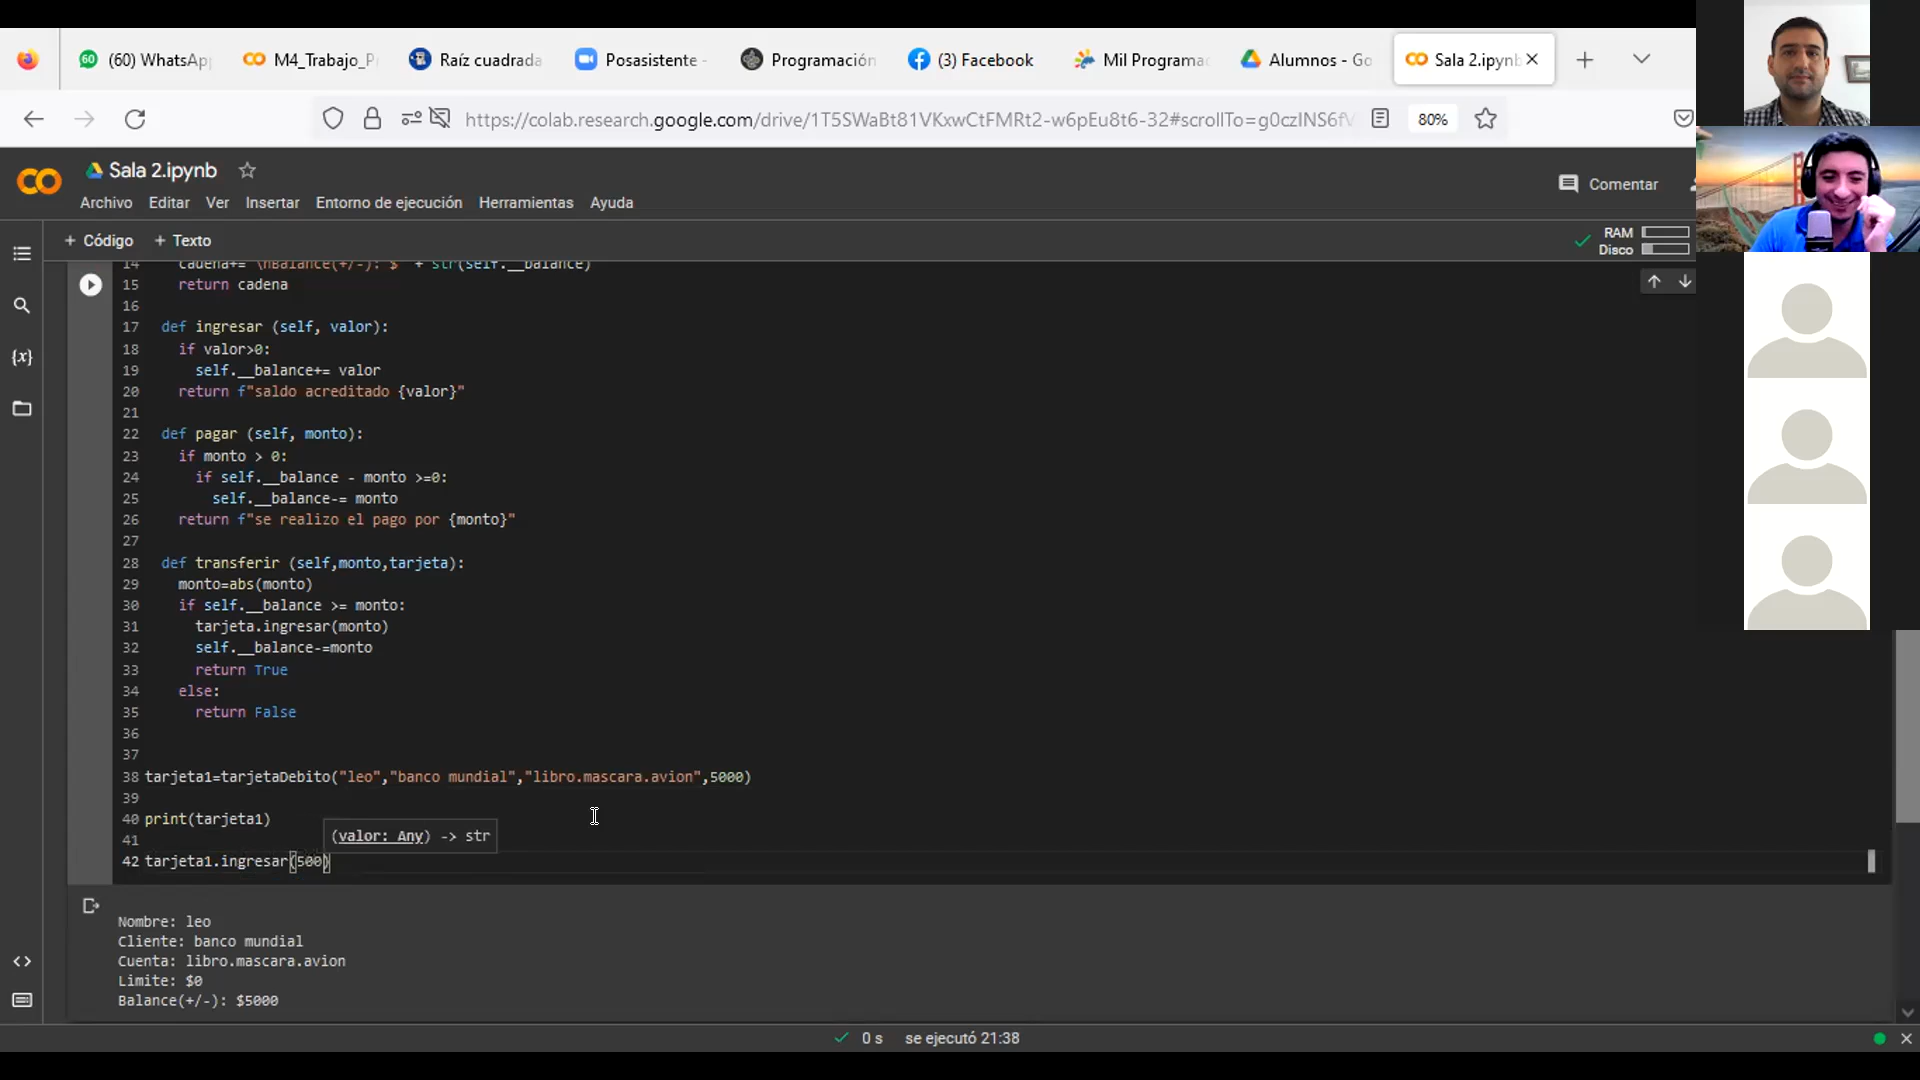 (60) WhatsApp
M4_Trabajo_P
Raíz cuadrada
Posasistente -
Programación
(3) Facebook
Mil Programa
Alumnos - Go
Sala 2.ipynb
https://colab.research.google.com/drive/1T5SWaBt81VKxwCtFMRt2-w6pEu8t6-32#scrollTo=g0czINS6fV
80%
Sala 2.ipynb
Comentar
Archivo Editar Ver Insertar Entorno de ejecución Herramientas Ayuda
+ Código + Texto
RAM
Disco
14 cadena+= "\nBalance(+/-): $" + str(self.__balance)
15 return cadena
16
17 def ingresar (self, valor):
18 if valor>0:
19 self.__balance+= valor
20 return f"saldo acreditado {valor}"
21
22 def pagar (self, monto):
23 if monto > 0:
24 if self.__balance - monto >=0:
25 self.__balance-= monto
26 return f"se realizo el pago por {monto}"
27
28 def transferir (self,monto,tarjeta):
29 monto=abs(monto)
30 if self.__balance >= monto:
31 tarjeta.ingresar(monto)
32 self.__balance-=monto
33 return True
34 else:
35 return False
36
37
38 tarjeta1=tarjetaDebito("leo","banco mundial","libro.mascara.avion",5000)
39
40 print(tarjeta1)
(valor: Any) -> str
41
42 tarjeta1.ingresar(500)
Nombre: leo
Cliente: banco mundial
Cuenta: libro.mascara.avion
Limite: $0
Balance(+/-): $5000
0 s se ejecutó 21:38